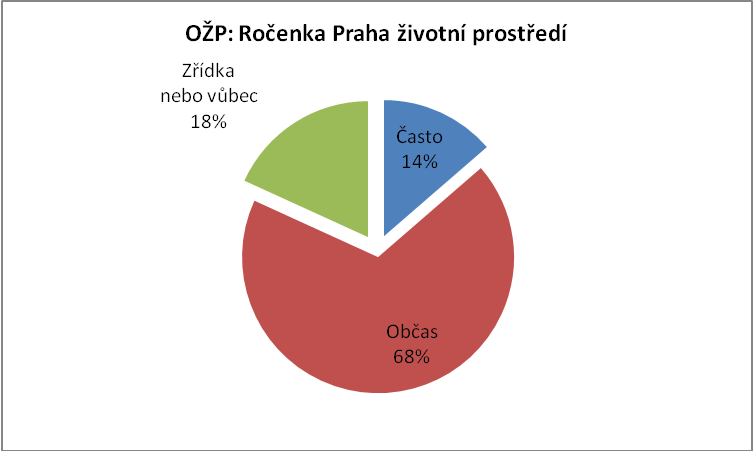 OŽP: Ročenka Praha životní prostředí
Zřídka
nebo vůbec
18%
Často
14%
Občas
68%